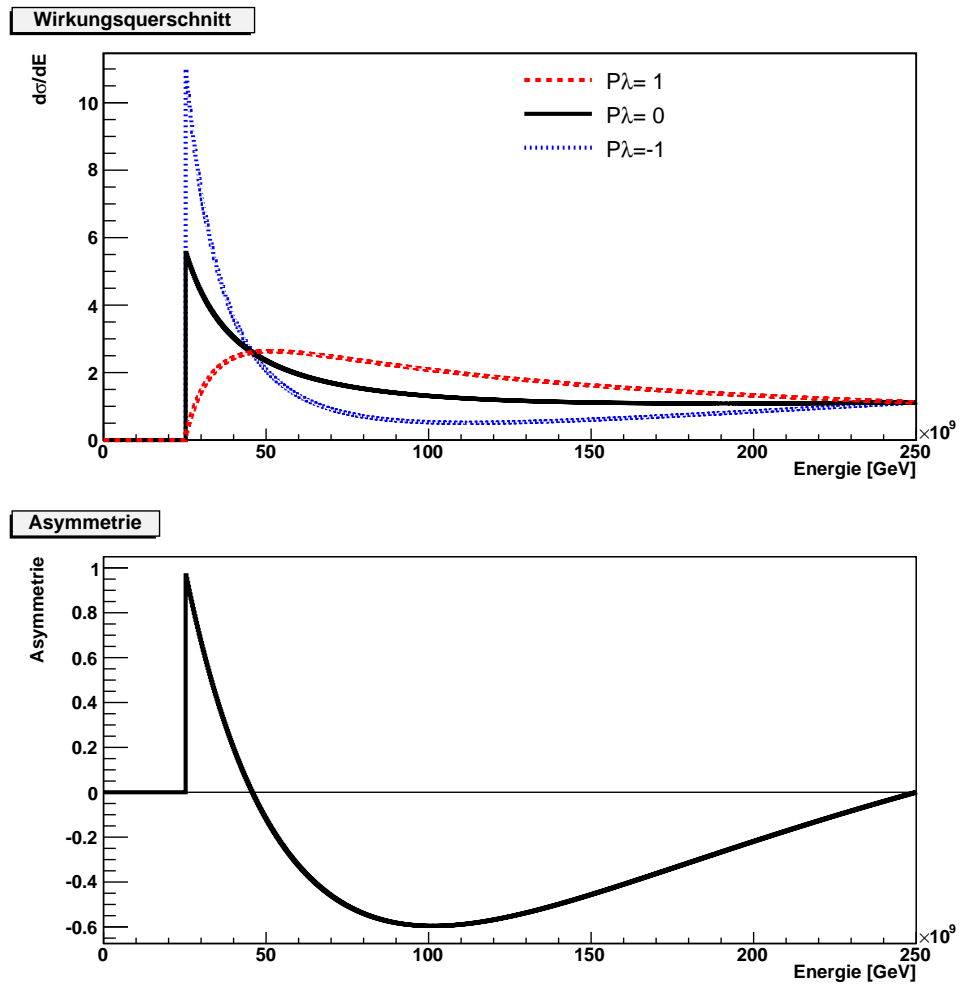 Wirkungsquerschnitt
dσ/dE
10
8
6
4
2
0
Pλ= 1
Pλ= 0
Pλ=-1
0 50 100 150 200 250
×10⁹
Energie [GeV]
Asymmetrie
Asymmetrie
1
0.8
0.6
0.4
0.2
0
-0.2
-0.4
-0.6
0 50 100 150 200 250
×10⁹
Energie [GeV]